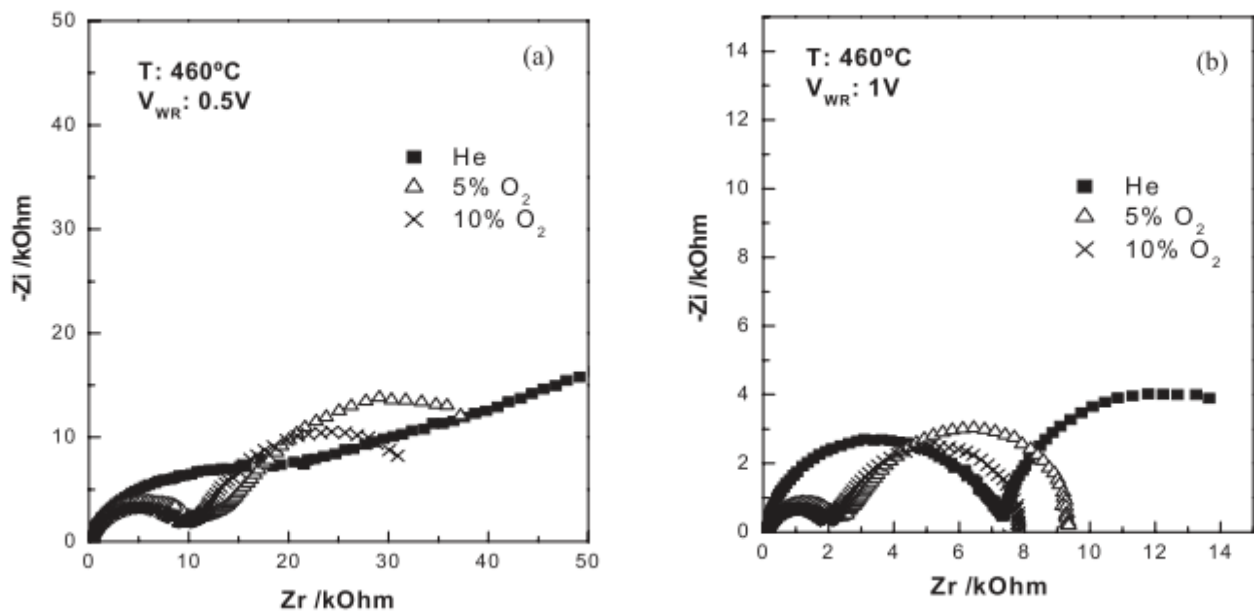 (a)
T: 460ºC
V_WR: 0.5V
He
5% O₂
10% O₂
-Zi /kOhm
50
40
30
20
10
0
0 10 20 30 40 50
Zr /kOhm
(b)
T: 460ºC
V_WR: 1V
He
5% O₂
10% O₂
-Zi /kOhm
14
12
10
8
6
4
2
0
0 2 4 6 8 10 12 14
Zr /kOhm